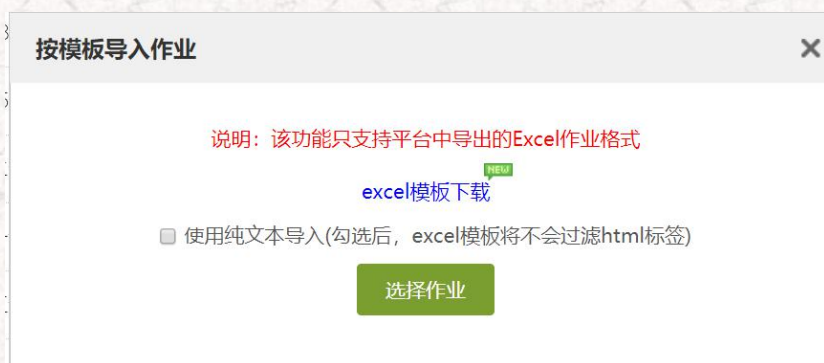 按模板导入作业
说明：该功能只支持平台中导出的Excel作业格式
NEW
excel模板下载
使用纯文本导入(勾选后，excel模板将不会过滤html标签)
选择作业